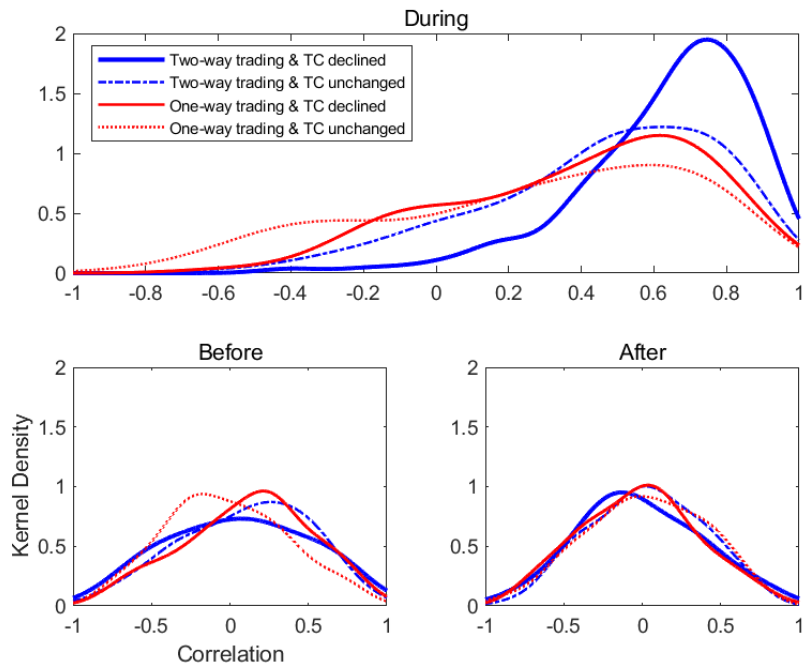 During
2
1.5
1
0.5
0
Two-way trading & TC declined
Two-way trading & TC unchanged
One-way trading & TC declined
One-way trading & TC unchanged
-1 -0.8 -0.6 -0.4 -0.2 0 0.2 0.4 0.6 0.8 1
Before
2
1.5
1
0.5
0
-1 -0.5 0 0.5 1
Kernel Density
Correlation
After
2
1.5
1
0.5
0
-1 -0.5 0 0.5 1